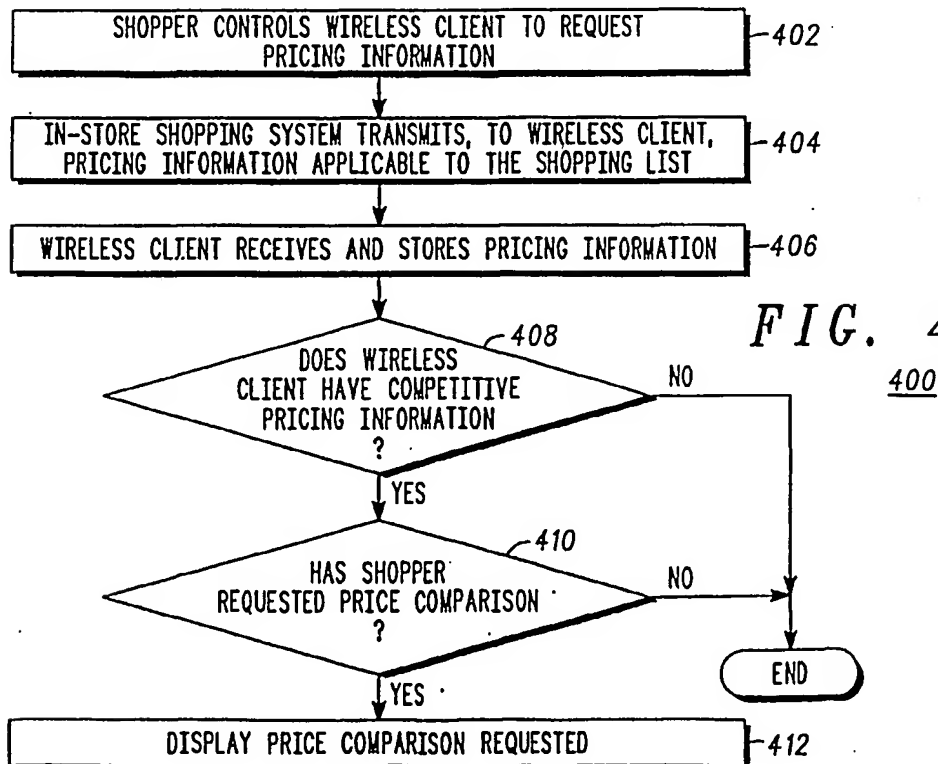 SHOPPER CONTROLS WIRELESS CLIENT TO REQUEST
PRICING INFORMATION
402
IN-STORE SHOPPING SYSTEM TRANSMITS, TO WIRELESS CLIENT,
PRICING INFORMATION APPLICABLE TO THE SHOPPING LIST
404
WIRELESS CLIENT RECEIVES AND STORES PRICING INFORMATION
406
FIG. 4
400
408
DOES WIRELESS
CLIENT HAVE COMPETITIVE
PRICING INFORMATION
?
NO
YES
410
HAS SHOPPER
REQUESTED PRICE COMPARISON
?
NO
YES
END
DISPLAY PRICE COMPARISON REQUESTED
412